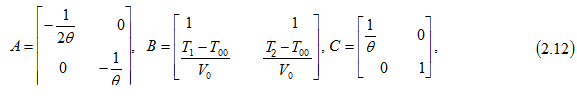 A = [ -1/(2θ)  0 ; 0  -1/θ ], B = [ 1  1 ; (T₁ - T₀₀)/V₀  (T₂ - T₀₀)/V₀ ], C = [ 1/θ  0 ; 0  1 ], (2.12)